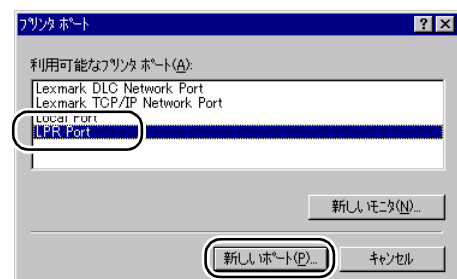 プリンタ ポート
利用可能なプリンタ ポート(A):
Lexmark DLC Network Port
Lexmark TCP/IP Network Port
Local Port
LPR Port
新しいモニタ(N)...
新しいポート(P)...
キャンセル